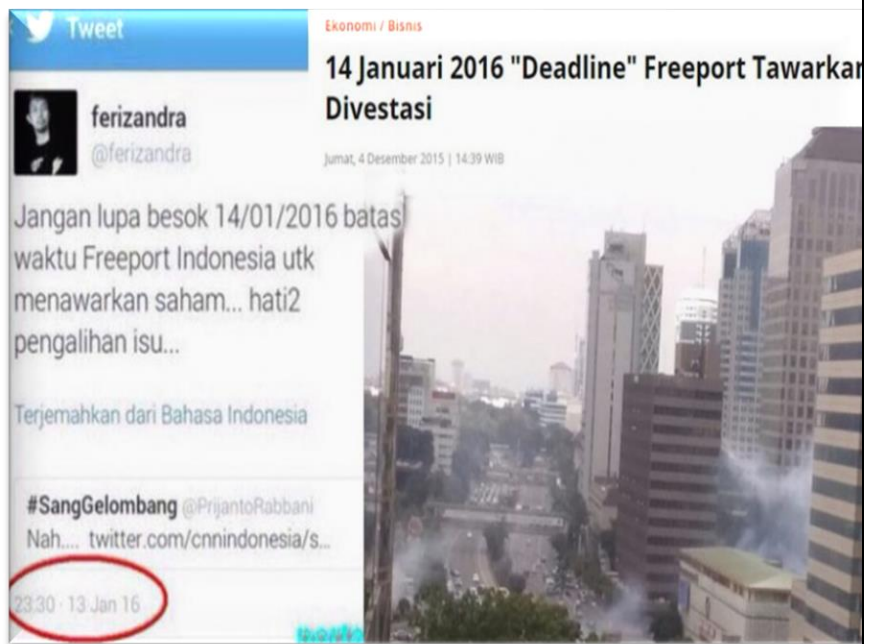 Tweet
ferizandra
@ferizandra
Jangan lupa besok 14/01/2016 batas
waktu Freeport Indonesia utk
menawarkan saham... hati2
pengalihan isu...
Terjemahkan dari Bahasa Indonesia
#SangGelombang @PrijantoRabbani
Nah.... twitter.com/cnnindonesia/s...
23:30 · 13 Jan 16
Ekonomi / Bisnis
14 Januari 2016 "Deadline" Freeport Tawarkan
Divestasi
Jumat, 4 Desember 2015 | 14:39 WIB